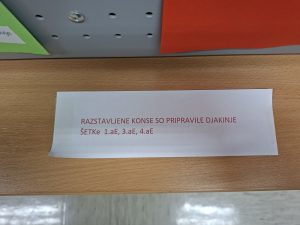 RAZSTAVLJENE KONSE SO PRIPRAVILE DJAKINJE
ŠETKe 1.aE, 3.aE, 4.aE